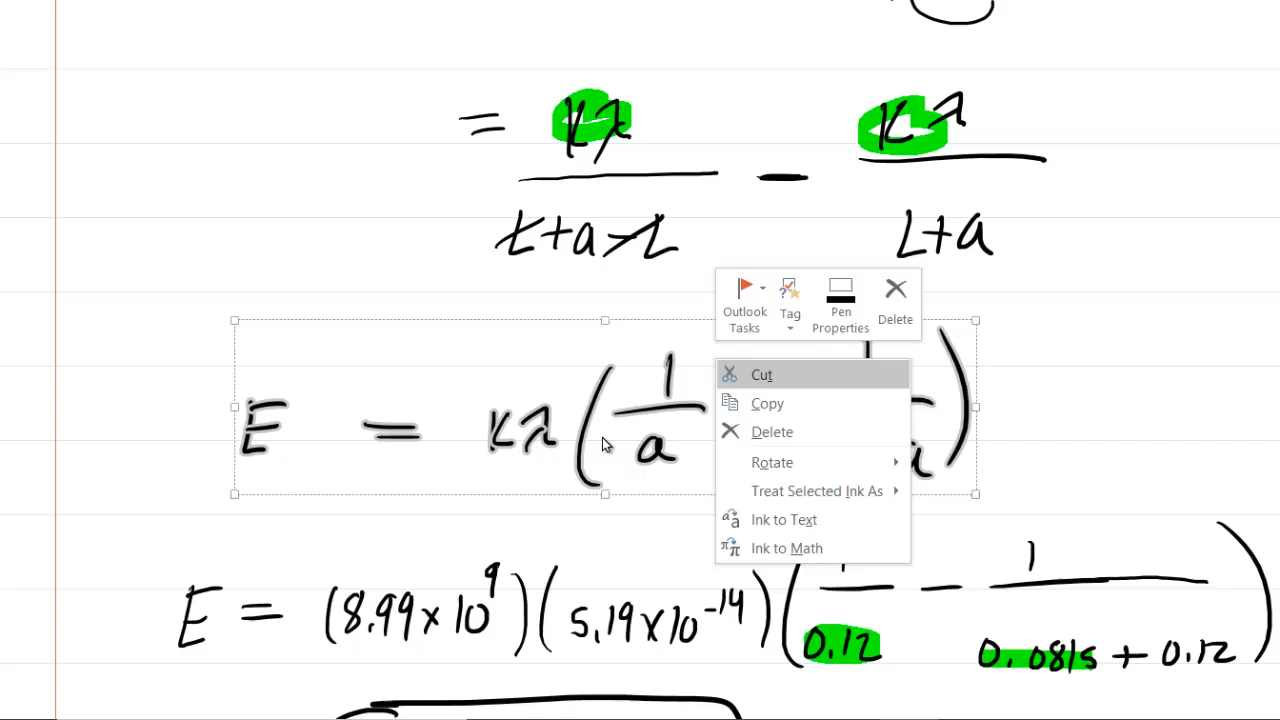 = kλ − kλ
L+a−L L+a
Outlook Tasks Tag Pen Properties Delete
E = kλ( 1
a a )
Cut
Copy
Delete
Rotate
Treat Selected Ink As
Ink to Text
Ink to Math
E = (8.99×10⁹)(5.19×10⁻¹⁴)( 1 − 1 )
0.12 0.0815 + 0.12